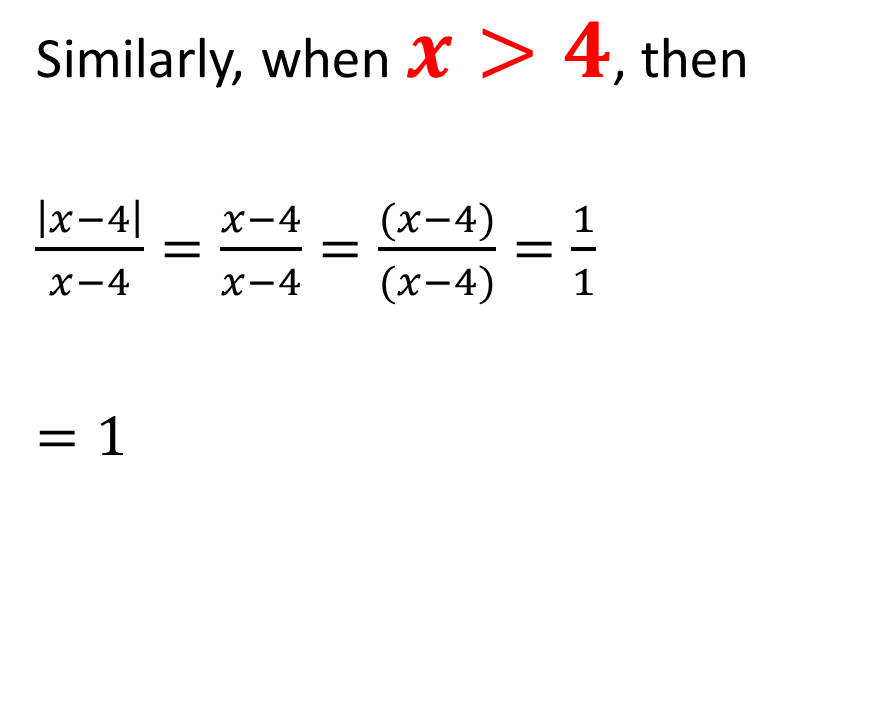 Similarly, when x > 4, then
|x−4|/x−4 = x−4/x−4 = (x−4)/(x−4) = 1/1
= 1